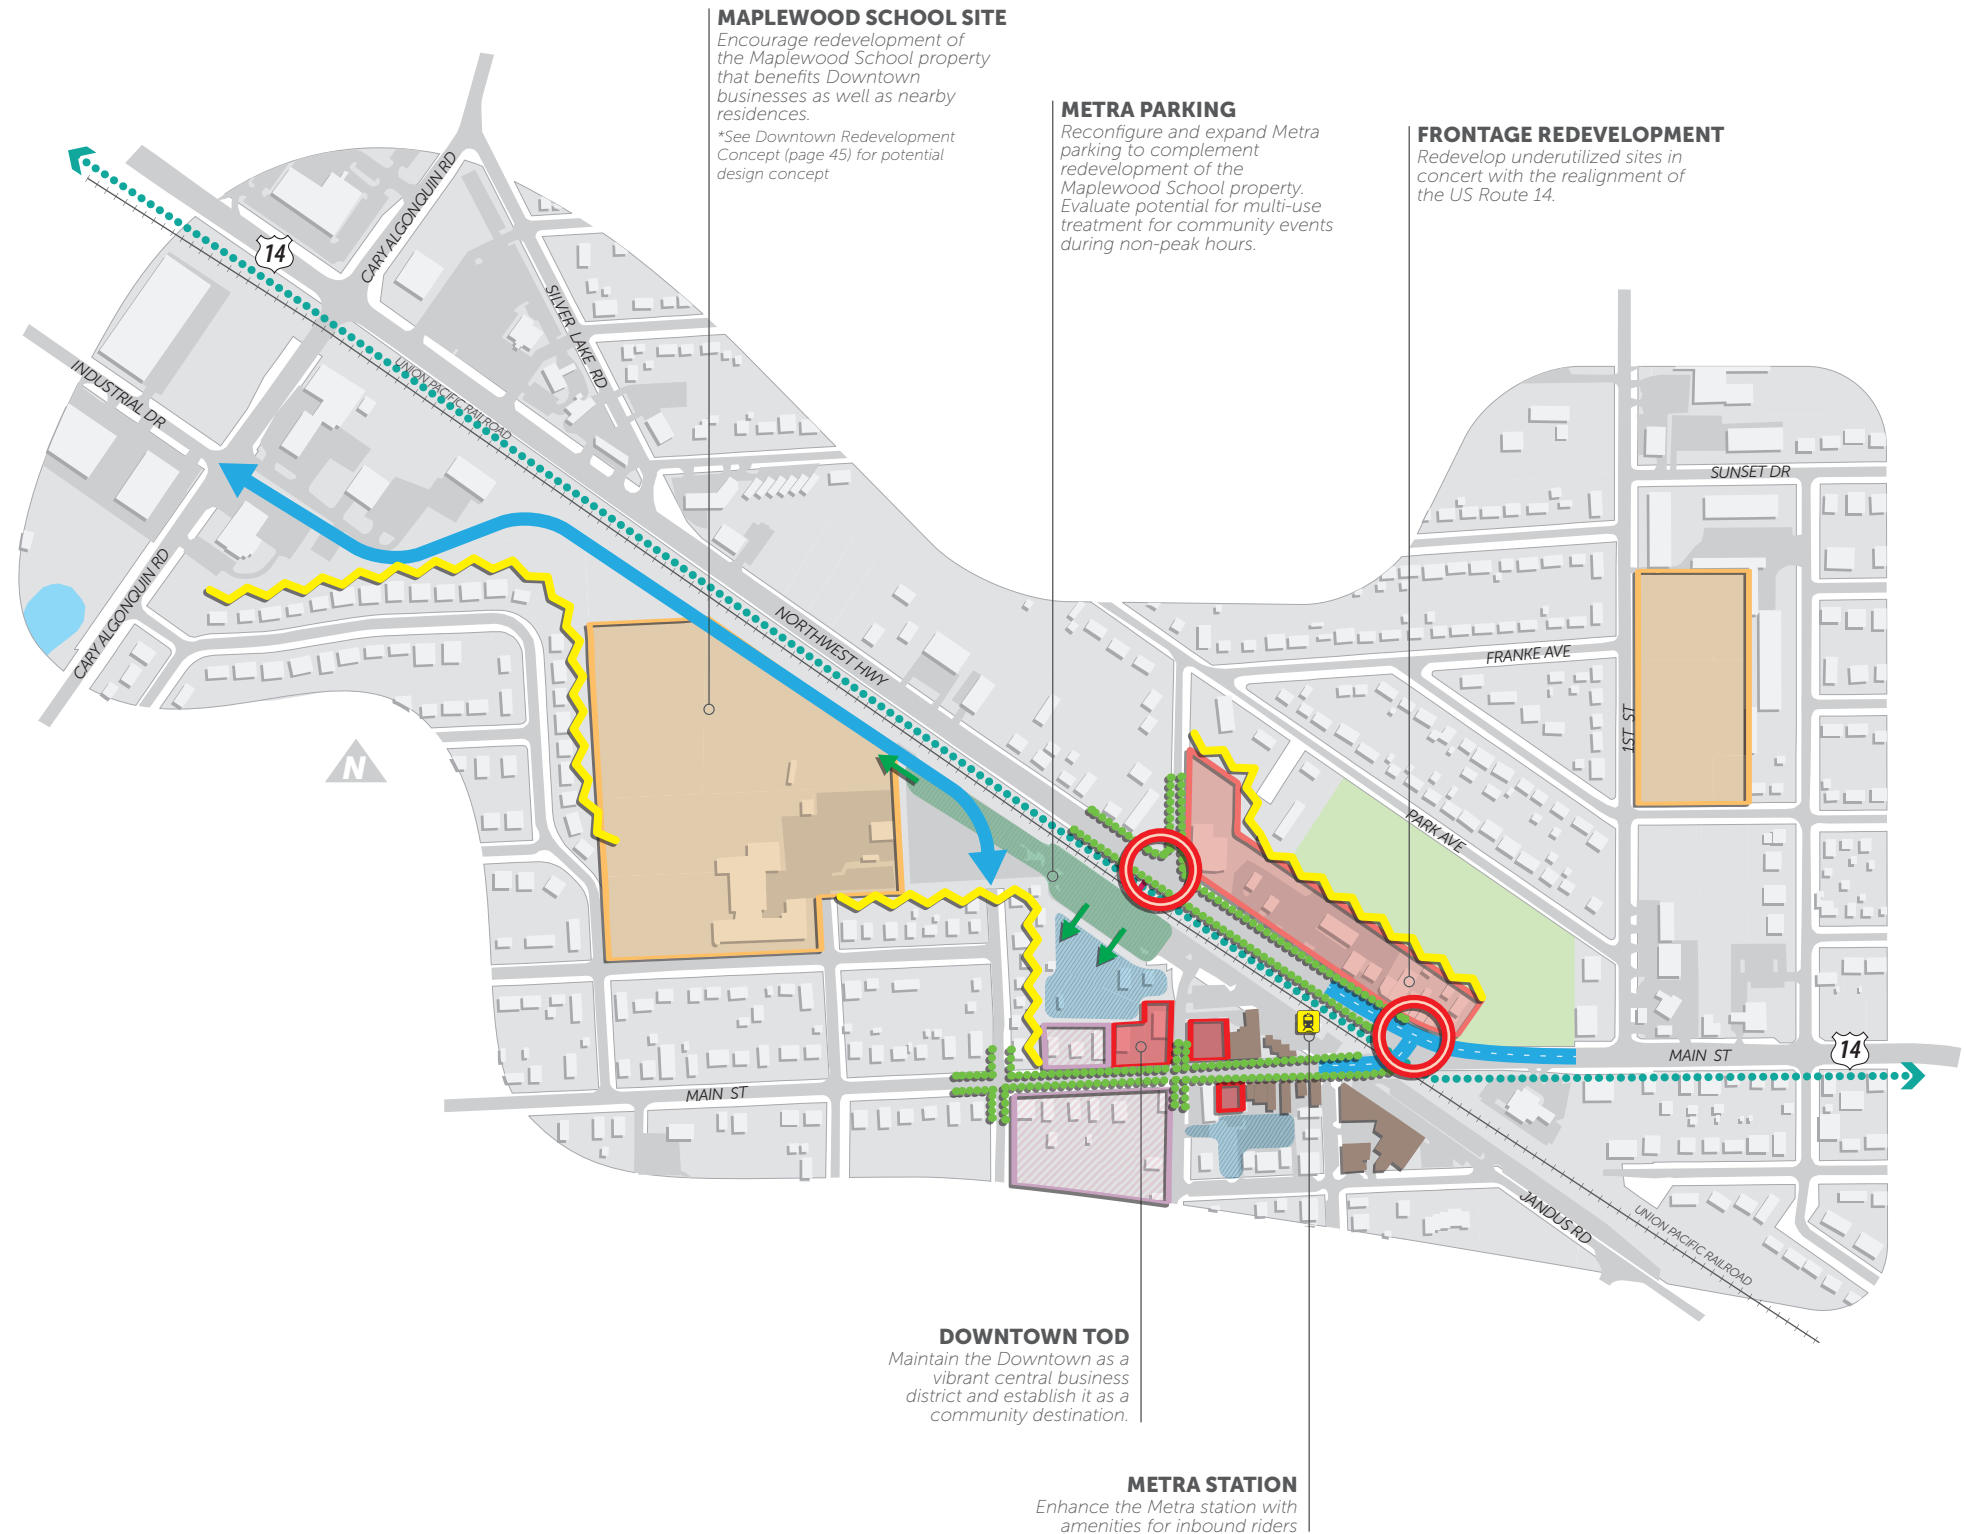 MAPLEWOOD SCHOOL SITE
Encourage redevelopment of
the Maplewood School property
that benefits Downtown
businesses as well as nearby
residences.
*See Downtown Redevelopment
Concept (page 45) for potential
design concept
METRA PARKING
Reconfigure and expand Metra
parking to complement
redevelopment of the
Maplewood School property.
Evaluate potential for multi-use
treatment for community events
during non-peak hours.
FRONTAGE REDEVELOPMENT
Redevelop underutilized sites in
concert with the realignment of
the US Route 14.
14
CARY ALGONQUIN RD
SILVER LAKE RD
UNION PACIFIC RAILROAD
INDUSTRIAL DR
CARY ALGONQUIN RD
NORTHWEST HWY
SUNSET DR
FRANKE AVE
1ST ST
PARK AVE
N
MAIN ST
14
MAIN ST
JANDUS RD
UNION PACIFIC RAILROAD
DOWNTOWN TOD
Maintain the Downtown as a
vibrant central business
district and establish it as a
community destination.
METRA STATION
Enhance the Metra station with
amenities for inbound riders